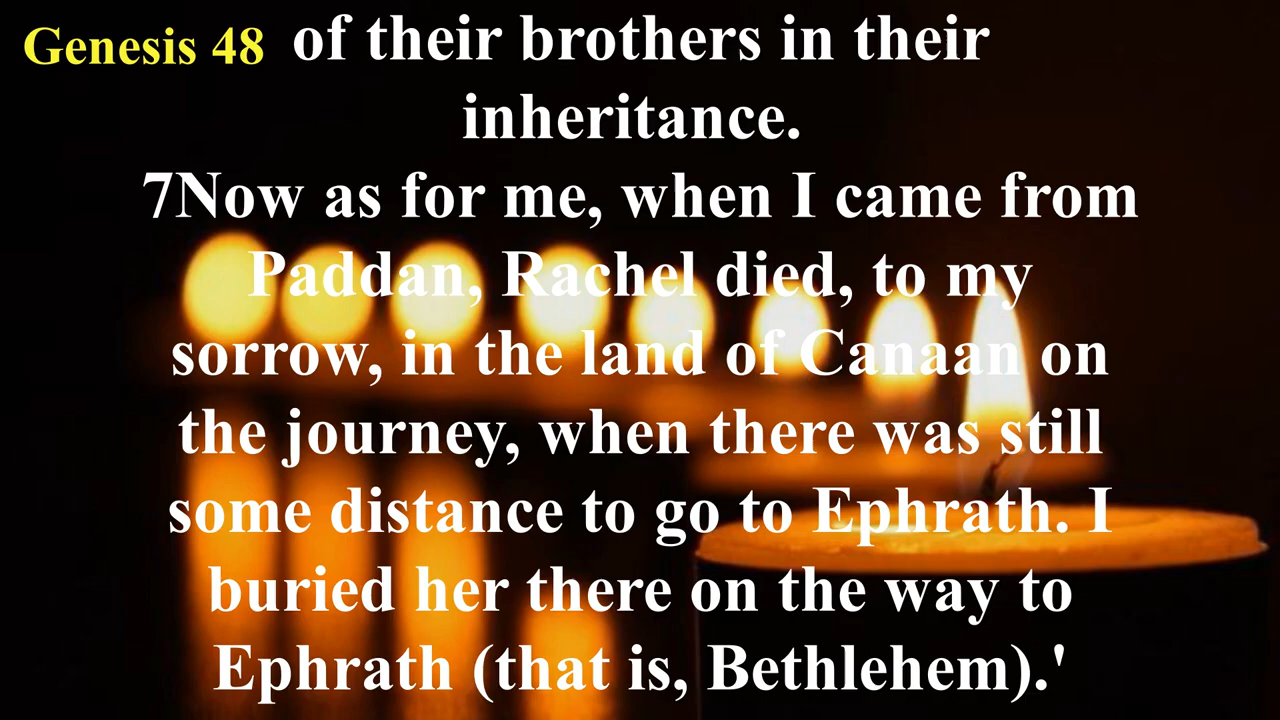 Genesis 48 of their brothers in their
inheritance.
7Now as for me, when I came from
Paddan, Rachel died, to my
sorrow, in the land of Canaan on
the journey, when there was still
some distance to go to Ephrath. I
buried her there on the way to
Ephrath (that is, Bethlehem).'